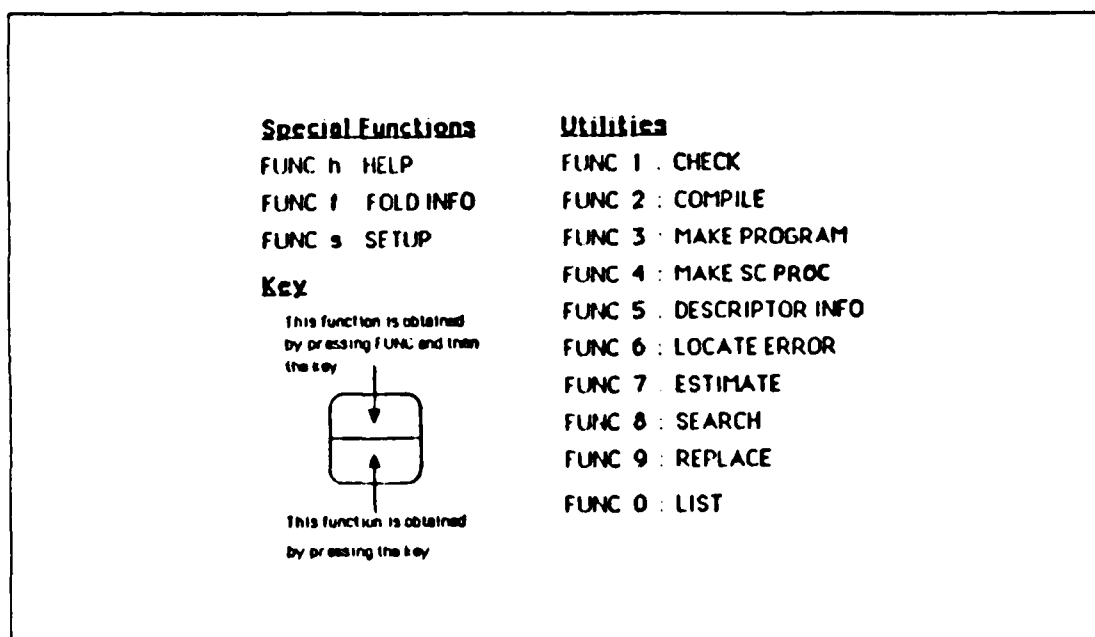 Special Functions
FUNC h HELP
FUNC f FOLD INFO
FUNC s SETUP
Key
This function is obtained
by pressing FUNC and then
the key
This function is obtained
by pressing the key
Utilities
FUNC 1 . CHECK
FUNC 2 : COMPILE
FUNC 3 : MAKE PROGRAM
FUNC 4 : MAKE SC PROC
FUNC 5 . DESCRIPTOR INFO
FUNC 6 : LOCATE ERROR
FUNC 7 . ESTIMATE
FUNC 8 : SEARCH
FUNC 9 : REPLACE
FUNC 0 : LIST